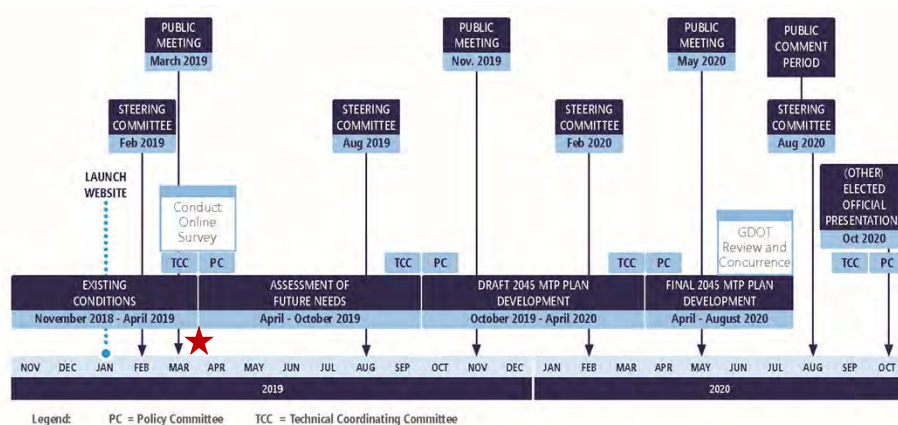 PUBLIC
MEETING
March 2019
PUBLIC
MEETING
Nov. 2019
PUBLIC
MEETING
May 2020
PUBLIC
COMMENT
PERIOD
STEERING
COMMITTEE
Feb 2019
STEERING
COMMITTEE
Aug 2019
STEERING
COMMITTEE
Feb 2020
STEERING
COMMITTEE
Aug 2020
LAUNCH
WEBSITE
Conduct
Online
Survey
GDOT
Review and
Concurrence
(OTHER)
ELECTED
OFFICIAL
PRESENTATION
Oct 2020
TCC PC
TCC PC
TCC PC
TCC PC
EXISTING
CONDITIONS
November 2018 - April 2019
ASSESSMENT OF
FUTURE NEEDS
April - October 2019
DRAFT 2045 MTP PLAN
DEVELOPMENT
October 2019 - April 2020
FINAL 2045 MTP PLAN
DEVELOPMENT
April - August 2020
NOV DEC JAN FEB MAR APR MAY JUN JUL AUG SEP OCT NOV DEC JAN FEB MAR APR MAY JUN JUL AUG SEP OCT
2019 2020
Legend: PC = Policy Committee TCC = Technical Coordinating Committee